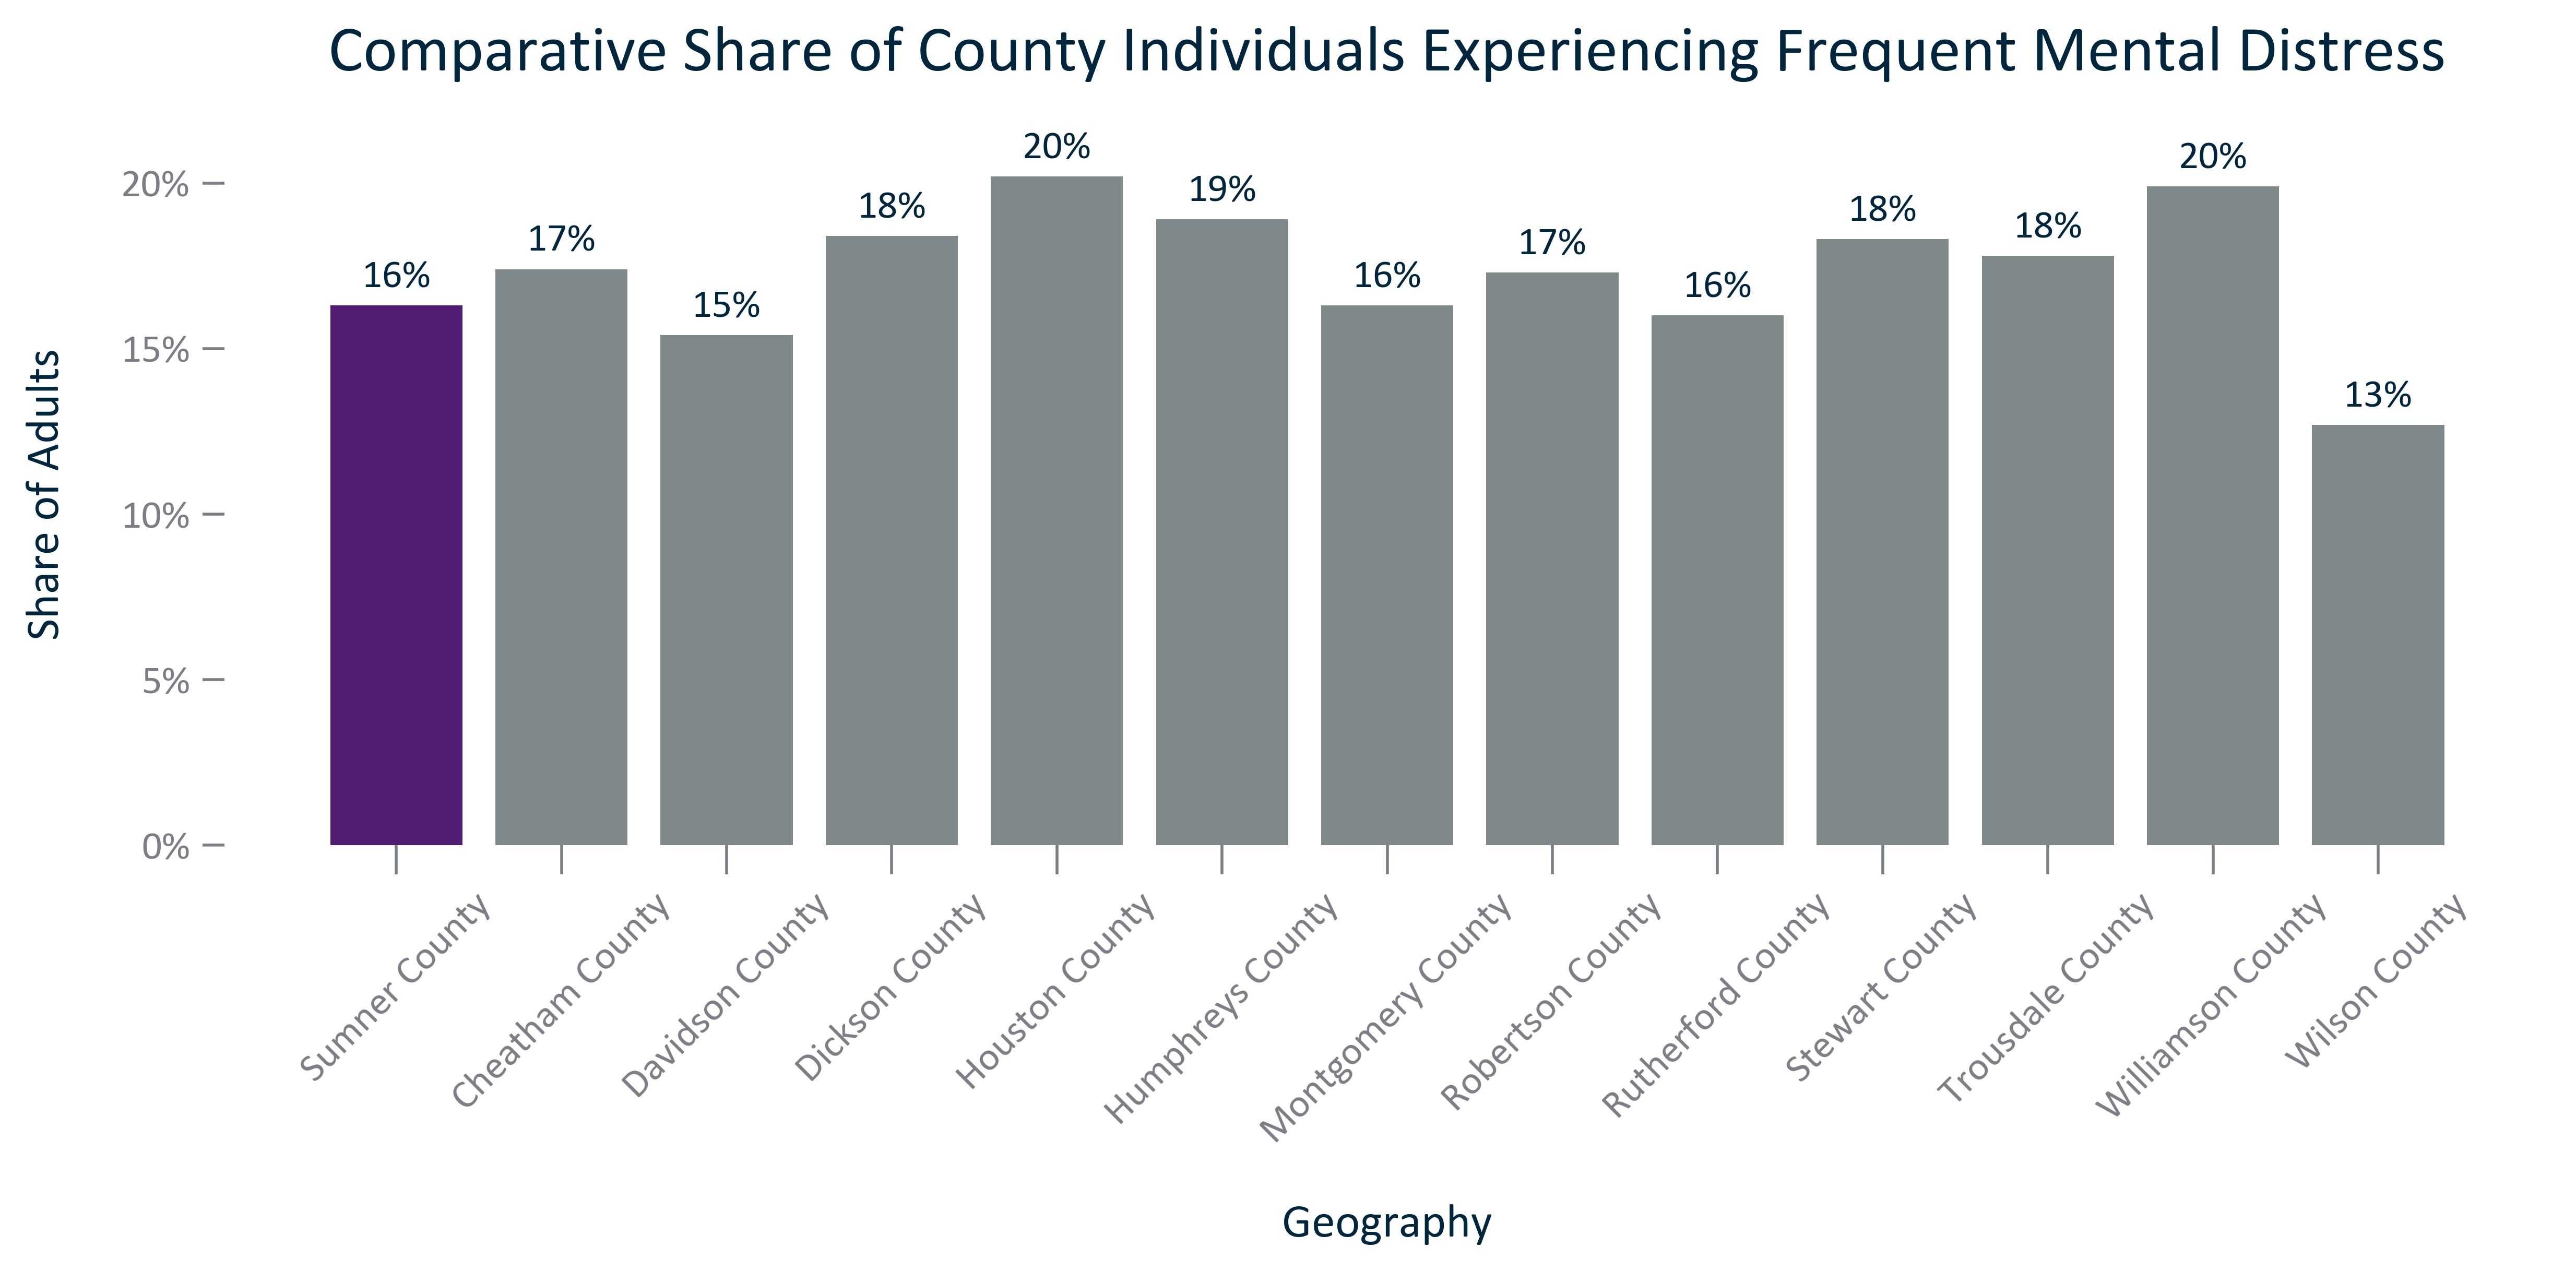 Comparative Share of County Individuals Experiencing Frequent Mental Distress
Share of Adults
20%
15%
10%
5%
0%
16%
17%
15%
18%
20%
19%
16%
17%
16%
18%
18%
20%
13%
Sumner County
Cheatham County
Davidson County
Dickson County
Houston County
Humphreys County
Montgomery County
Robertson County
Rutherford County
Stewart County
Trousdale County
Williamson County
Wilson County
Geography